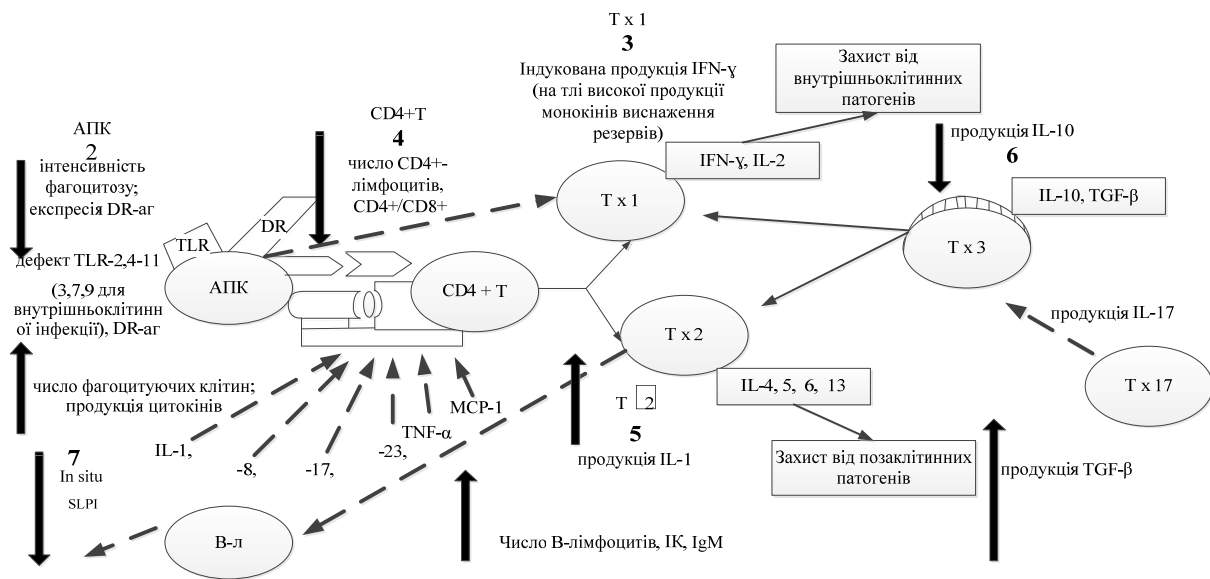 Т х 1
3
Індукована продукція IFN-ɣ
(на тлі високої продукції
монокінів виснаження
резервів)
Захист від
внутрішньоклітинних
патогенів
АПК
2
інтенсивність
фагоцитозу;
експресія DR-аг
CD4+Т
4
число CD4+-
лімфоцитів,
CD4+/CD8+
IFN-ɣ, IL-2
продукція IL-10
6
IL-10, TGF-β
Т х 1
Т х 3
TLR
DR
дефект TLR-2,4-11
(3,7,9 для
внутрішньоклітинн
ої інфекції), DR-аг
АПК
CD4 + Т
Т х 2
продукція IL-17
Т х 17
число фагоцитуючих клітин;
продукція цитокінів
IL-1,
-8,
-17,
-23,
TNF-α
MCP-1
Т 2
5
продукція IL-1
IL-4, 5, 6, 13
Захист від позаклітинних
патогенів
продукція TGF-β
7
In situ
SLPI
В-л
Число В-лімфоцитів, ІК, IgM